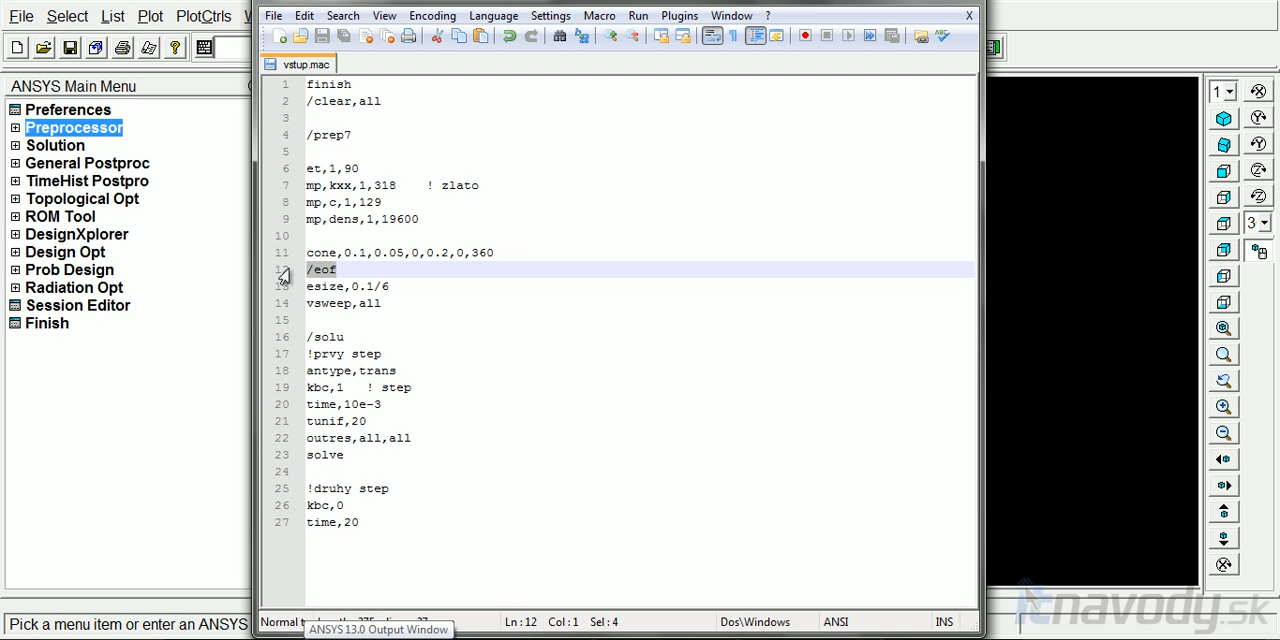 File Select List Plot PlotCtrls
ANSYS Main Menu
Preferences
Preprocessor
Solution
General Postproc
TimeHist Postpro
Topological Opt
ROM Tool
DesignXplorer
Design Opt
Prob Design
Radiation Opt
Session Editor
Finish
Pick a menu item or enter an ANSYS
File Edit Search View Encoding Language Settings Macro Run Plugins Window ? X
vstup.mac
1 finish
2 /clear,all
3
4 /prep7
5
6 et,1,90
7 mp,kxx,1,318 ! zlato
8 mp,c,1,129
9 mp,dens,1,19600
10
11 cone,0.1,0.05,0,0.2,0,360
12 /eof
13 esize,0.1/6
14 vsweep,all
15
16 /solu
17 !prvy step
18 antype,trans
19 kbc,1 ! step
20 time,10e-3
21 tunif,20
22 outres,all,all
23 solve
24
25 !druhy step
26 kbc,0
27 time,20
Normal Ln:12 Col:1 Sel:4 Dos\Windows ANSI INS
ANSYS 13.0 Output Window
1
3
itnavody.sk